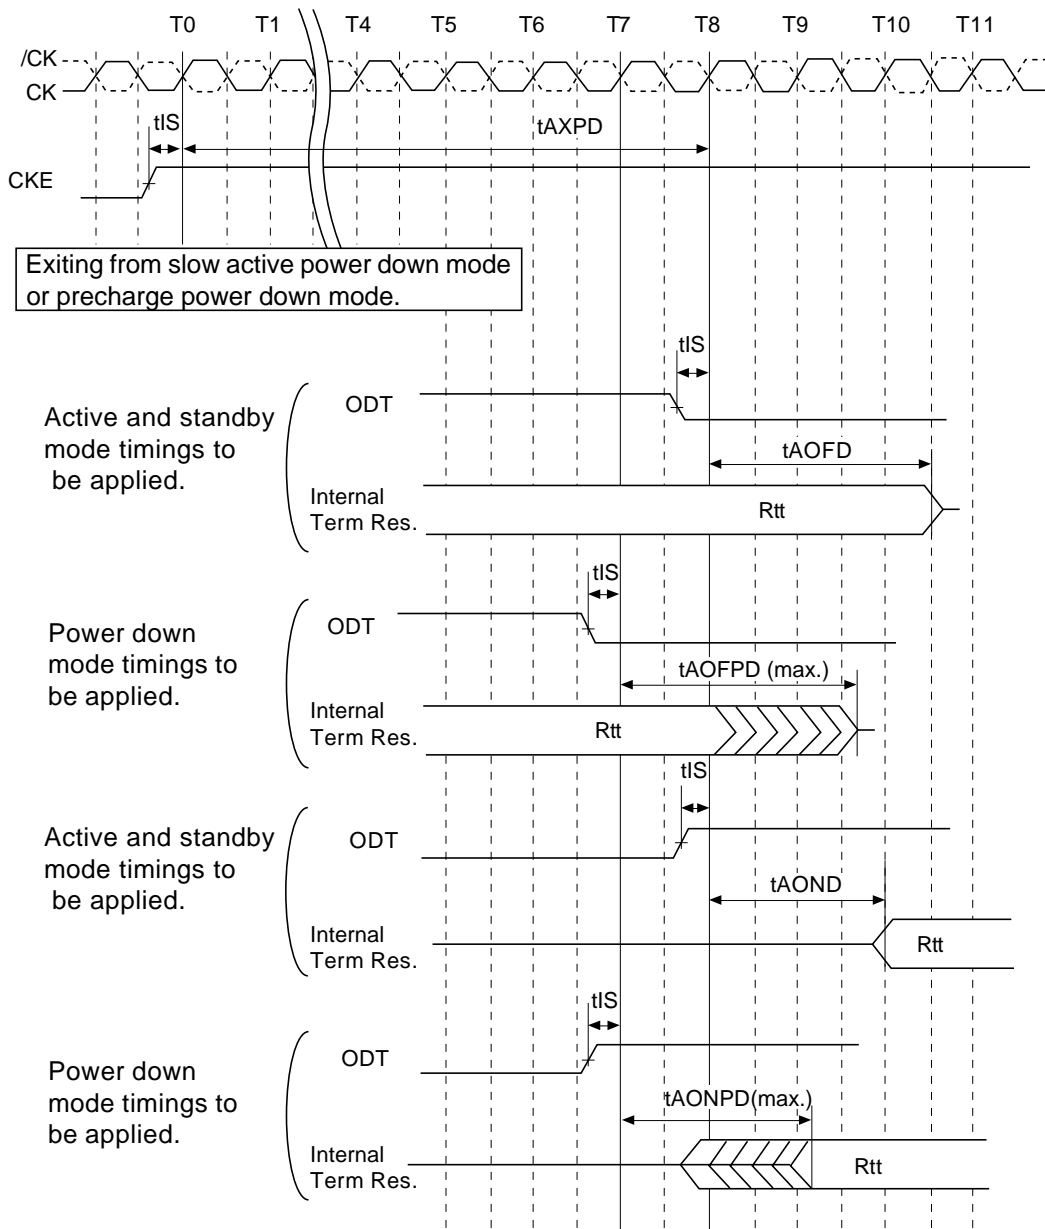 T0 T1 T4 T5 T6 T7 T8 T9 T10 T11
/CK
CK
tIS
tAXPD
CKE
Exiting from slow active power down mode
or precharge power down mode.
tIS
Active and standby
mode timings to
be applied.
ODT
tAOFD
Internal
Term Res.
Rtt
tIS
Power down
mode timings to
be applied.
ODT
tAOFPD (max.)
Internal
Term Res.
Rtt
tIS
Active and standby
mode timings to
be applied.
ODT
tAOND
Internal
Term Res.
Rtt
tIS
Power down
mode timings to
be applied.
ODT
tAONPD(max.)
Internal
Term Res.
Rtt